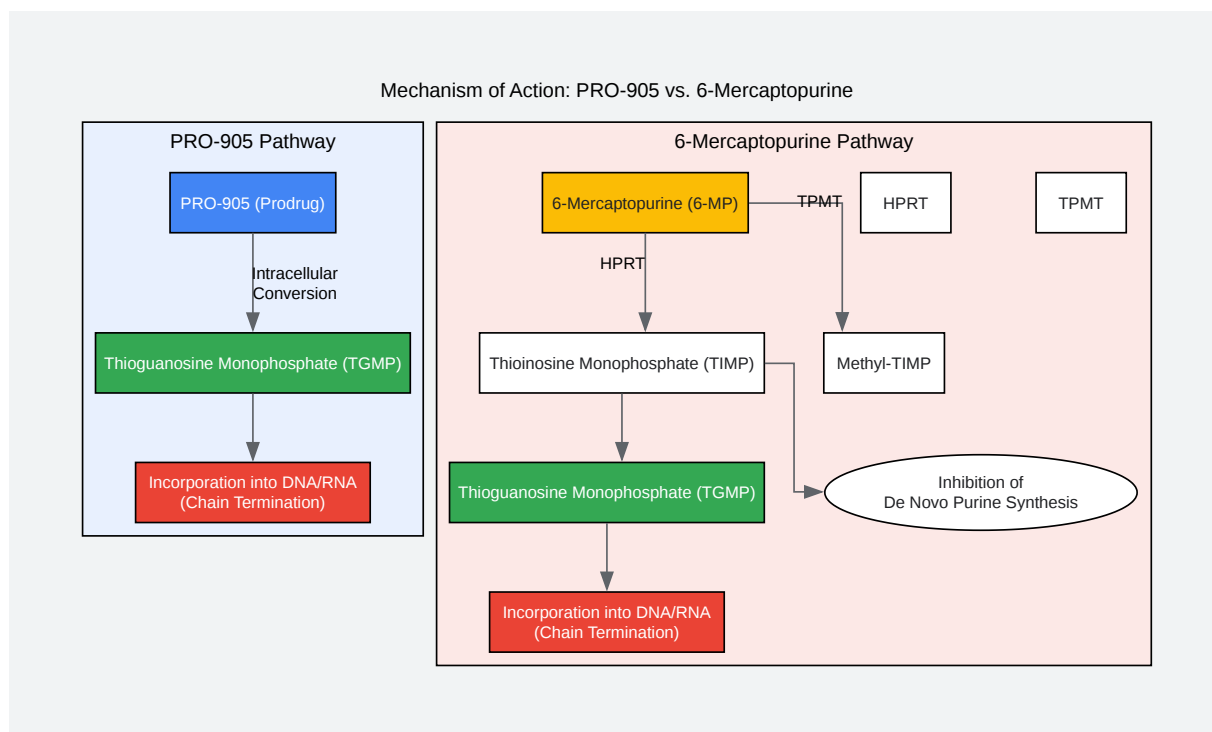 Mechanism of Action: PRO-905 vs. 6-Mercaptopurine
PRO-905 Pathway
PRO-905 (Prodrug)
Intracellular
Conversion
Thioguanosine Monophosphate (TGMP)
Incorporation into DNA/RNA
(Chain Termination)
6-Mercaptopurine Pathway
6-Mercaptopurine (6-MP)
TPMT
HPRT
TPMT
HPRT
Thioinosine Monophosphate (TIMP)
Methyl-TIMP
Thioguanosine Monophosphate (TGMP)
Inhibition of
De Novo Purine Synthesis
Incorporation into DNA/RNA
(Chain Termination)